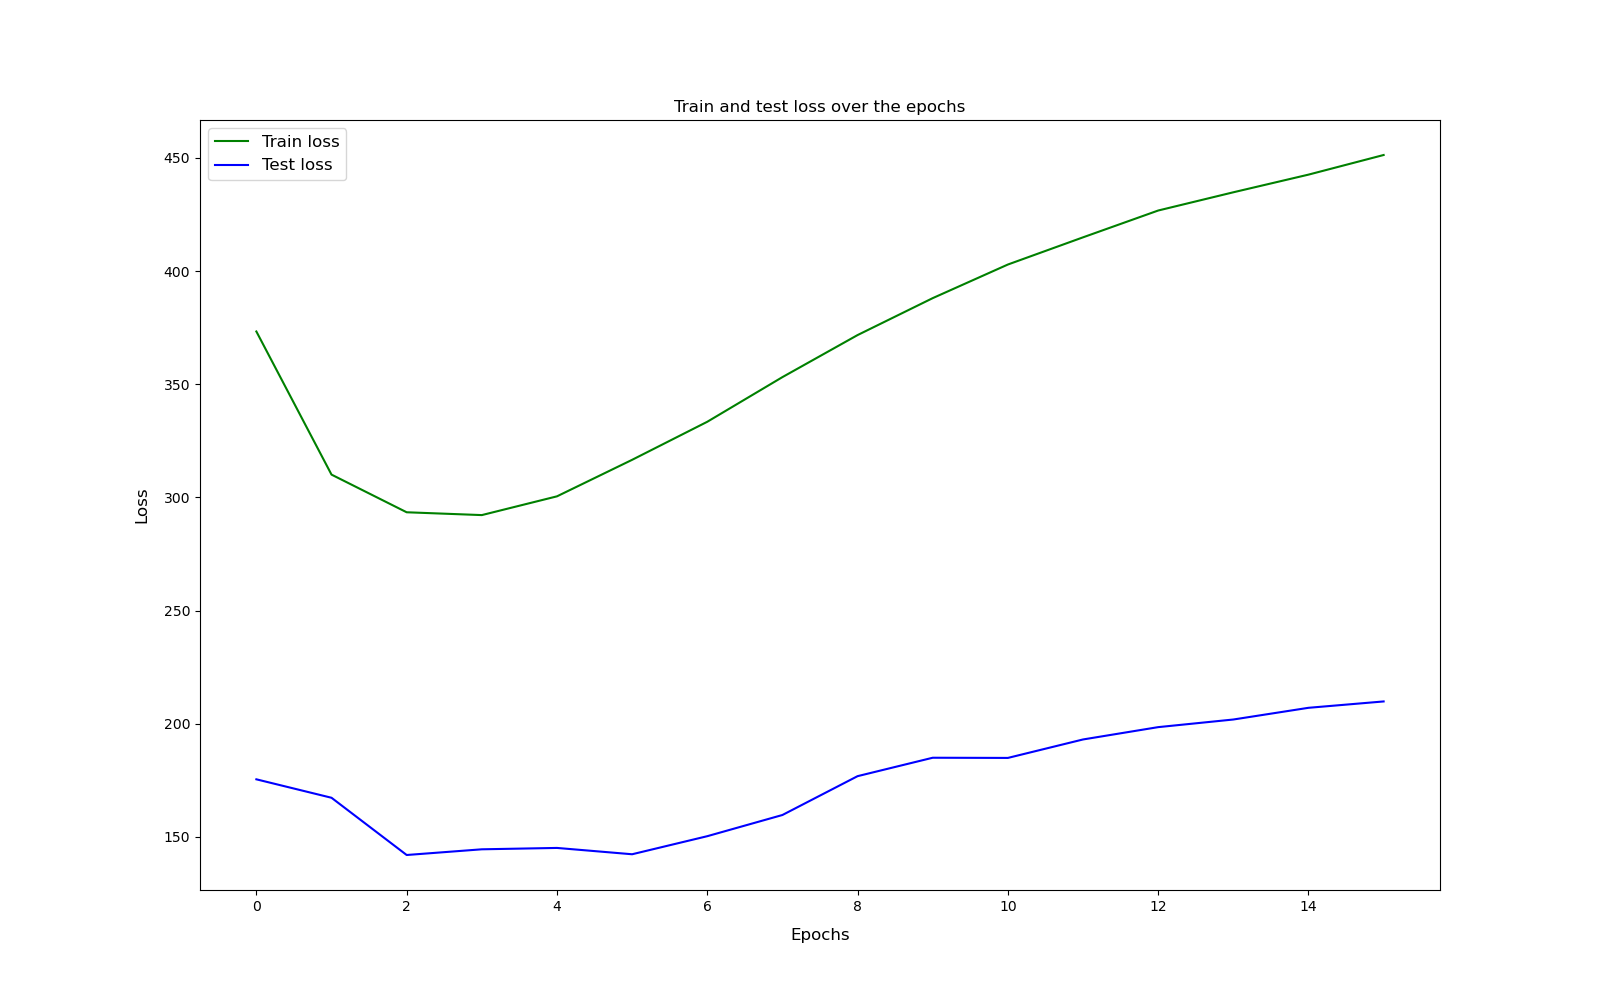 Train and test loss over the epochs
Train loss
Test loss
450
400
350
300
250
200
150
Loss
0 2 4 6 8 10 12 14
Epochs